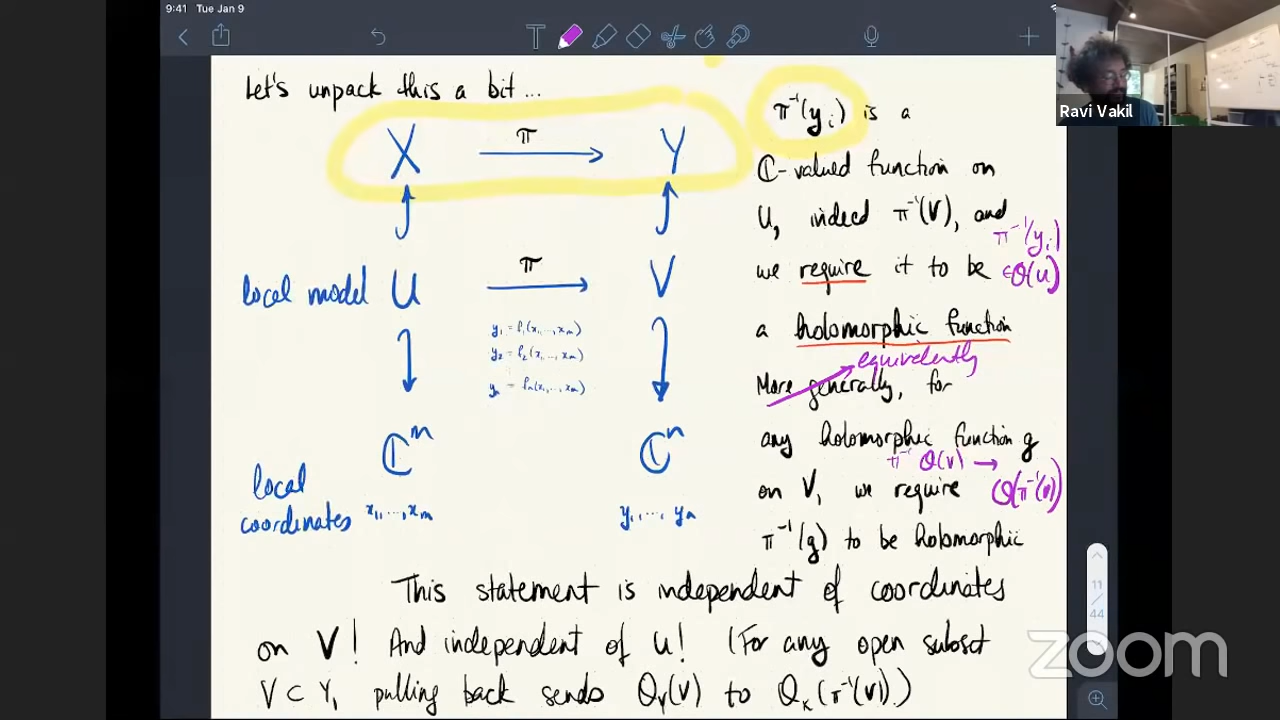 9:41 Tue Jan 9
Ravi Vakil
Let's unpack this a bit...
X π Y
local model U π V
y₁ = f₁(x₁,...,xₘ)
y₂ = f₂(x₁,...,xₘ)
yₙ = fₙ(x₁,...,xₘ)
ℂᵐ ℂⁿ
local
coordinates x₁,...,xₘ y₁,..., yₙ
π⁻¹(yᵢ) is a
ℂ-valued function on
U, indeed π⁻¹(V), and
π⁻¹(yᵢ)
we require it to be ∈O(U)
a holomorphic function
equivalently
More generally, for
any holomorphic function g
π⁻¹ O(V) →
on V, we require O(π⁻¹(V))
π⁻¹(g) to be holomorphic
This statement is independent of coordinates
on V! And independent of U! (For any open subset
V ⊂ Y, pulling back sends O_Y(V) to O_X(π⁻¹(V)).)
11
/
44
zoom